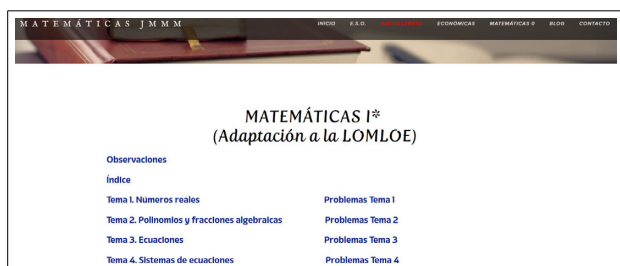 MATEMÁTICAS JMMM
INICIO E.S.O. BACHILLERATO ECONÓMICAS MATEMÁTICAS II BLOG CONTACTO
MATEMÁTICAS I*
(Adaptación a la LOMLOE)
Observaciones
Índice
Tema 1. Números reales Problemas Tema 1
Tema 2. Polinomios y fracciones algebraicas Problemas Tema 2
Tema 3. Ecuaciones Problemas Tema 3
Tema 4. Sistemas de ecuaciones Problemas Tema 4